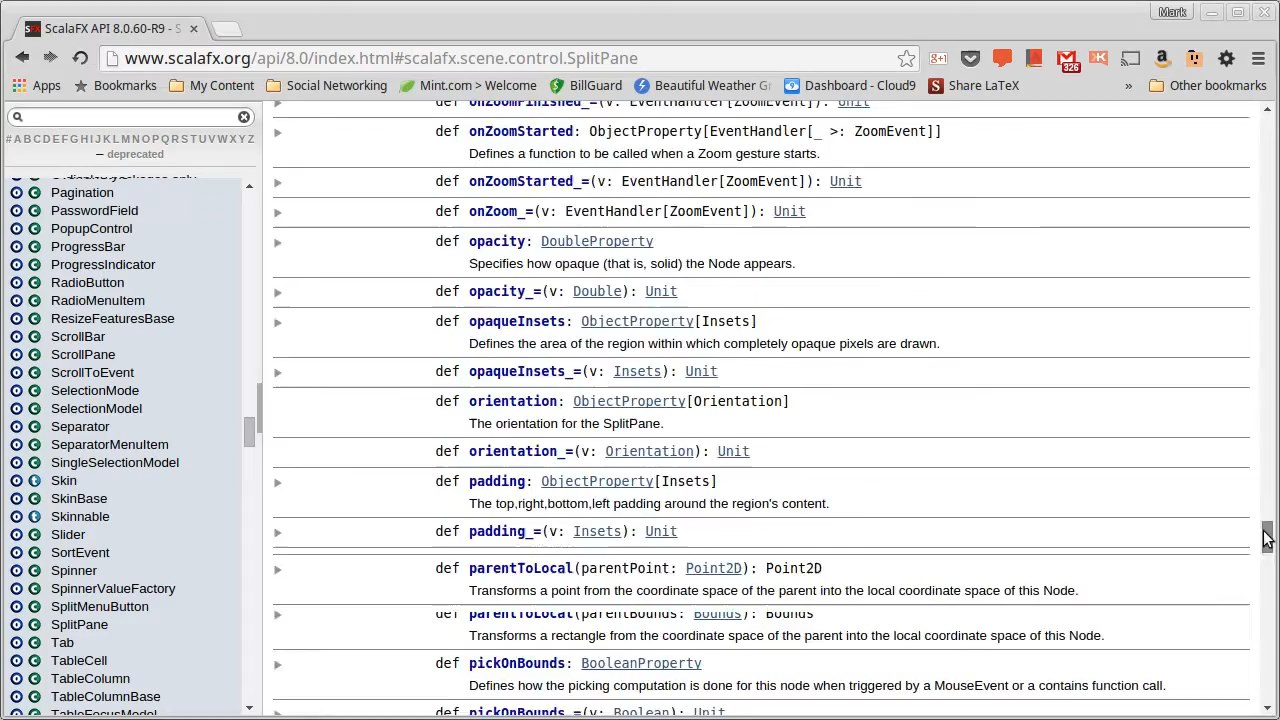 Mark
ScalaFX API 8.0.60-R9 - S
www.scalafx.org/api/8.0/index.html#scalafx.scene.control.SplitPane
326
Apps
Bookmarks
My Content
Social Networking
Mint.com > Welcome
BillGuard
Beautiful Weather Gr
Dashboard - Cloud9
Share LaTeX
»
Other bookmarks
#ABCDEFGHIJKLMNOPQRSTUVWXYZ
– deprecated
Pagination
PasswordField
PopupControl
ProgressBar
ProgressIndicator
RadioButton
RadioMenuItem
ResizeFeaturesBase
ScrollBar
ScrollPane
ScrollToEvent
SelectionMode
SelectionModel
Separator
SeparatorMenuItem
SingleSelectionModel
Skin
SkinBase
Skinnable
Slider
SortEvent
Spinner
SpinnerValueFactory
SplitMenuButton
SplitPane
Tab
TableCell
TableColumn
TableColumnBase
TableFocusModel
def onZoomFinished_=(v: EventHandler[ZoomEvent]): Unit
def onZoomStarted: ObjectProperty[EventHandler[_ >: ZoomEvent]]
Defines a function to be called when a Zoom gesture starts.
def onZoomStarted_=(v: EventHandler[ZoomEvent]): Unit
def onZoom_=(v: EventHandler[ZoomEvent]): Unit
def opacity: DoubleProperty
Specifies how opaque (that is, solid) the Node appears.
def opacity_=(v: Double): Unit
def opaqueInsets: ObjectProperty[Insets]
Defines the area of the region within which completely opaque pixels are drawn.
def opaqueInsets_=(v: Insets): Unit
def orientation: ObjectProperty[Orientation]
The orientation for the SplitPane.
def orientation_=(v: Orientation): Unit
def padding: ObjectProperty[Insets]
The top,right,bottom,left padding around the region's content.
def padding_=(v: Insets): Unit
def parentToLocal(parentPoint: Point2D): Point2D
Transforms a point from the coordinate space of the parent into the local coordinate space of this Node.
def parentToLocal(parentBounds: Bounds): Bounds
Transforms a rectangle from the coordinate space of the parent into the local coordinate space of this Node.
def pickOnBounds: BooleanProperty
Defines how the picking computation is done for this node when triggered by a MouseEvent or a contains function call.
def pickOnBounds_=(v: Boolean): Unit